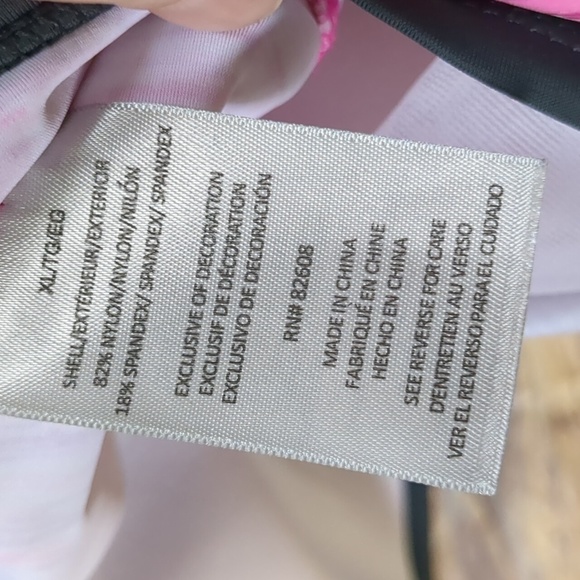 XL/TG/EG
SHELL/EXTÉRIEUR/EXTERIOR
82% NYLON/NYLON/NILÓN
18% SPANDEX/ SPANDEX/ SPANDEX
EXCLUSIVE OF DECORATION
EXCLUSIF DE DÉCORATION
EXCLUSIVO DE DECORACIÓN
RN# 82608
MADE IN CHINA
FABRIQUÉ EN CHINE
HECHO EN CHINA
SEE REVERSE FOR CARE
D'ENTRETIEN AU VERSO
VER EL REVERSO PARA EL CUIDADO